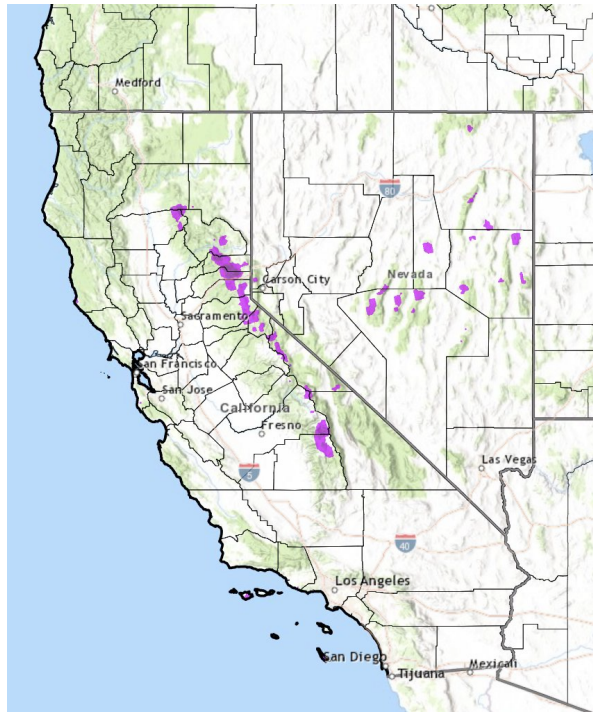 Medford
80
Nevada
Carson City
Sacramento
San Francisco
San Jose
California
Fresno
5
Las Vegas
40
Los Angeles
San Diego
Tijuana
Mexicali